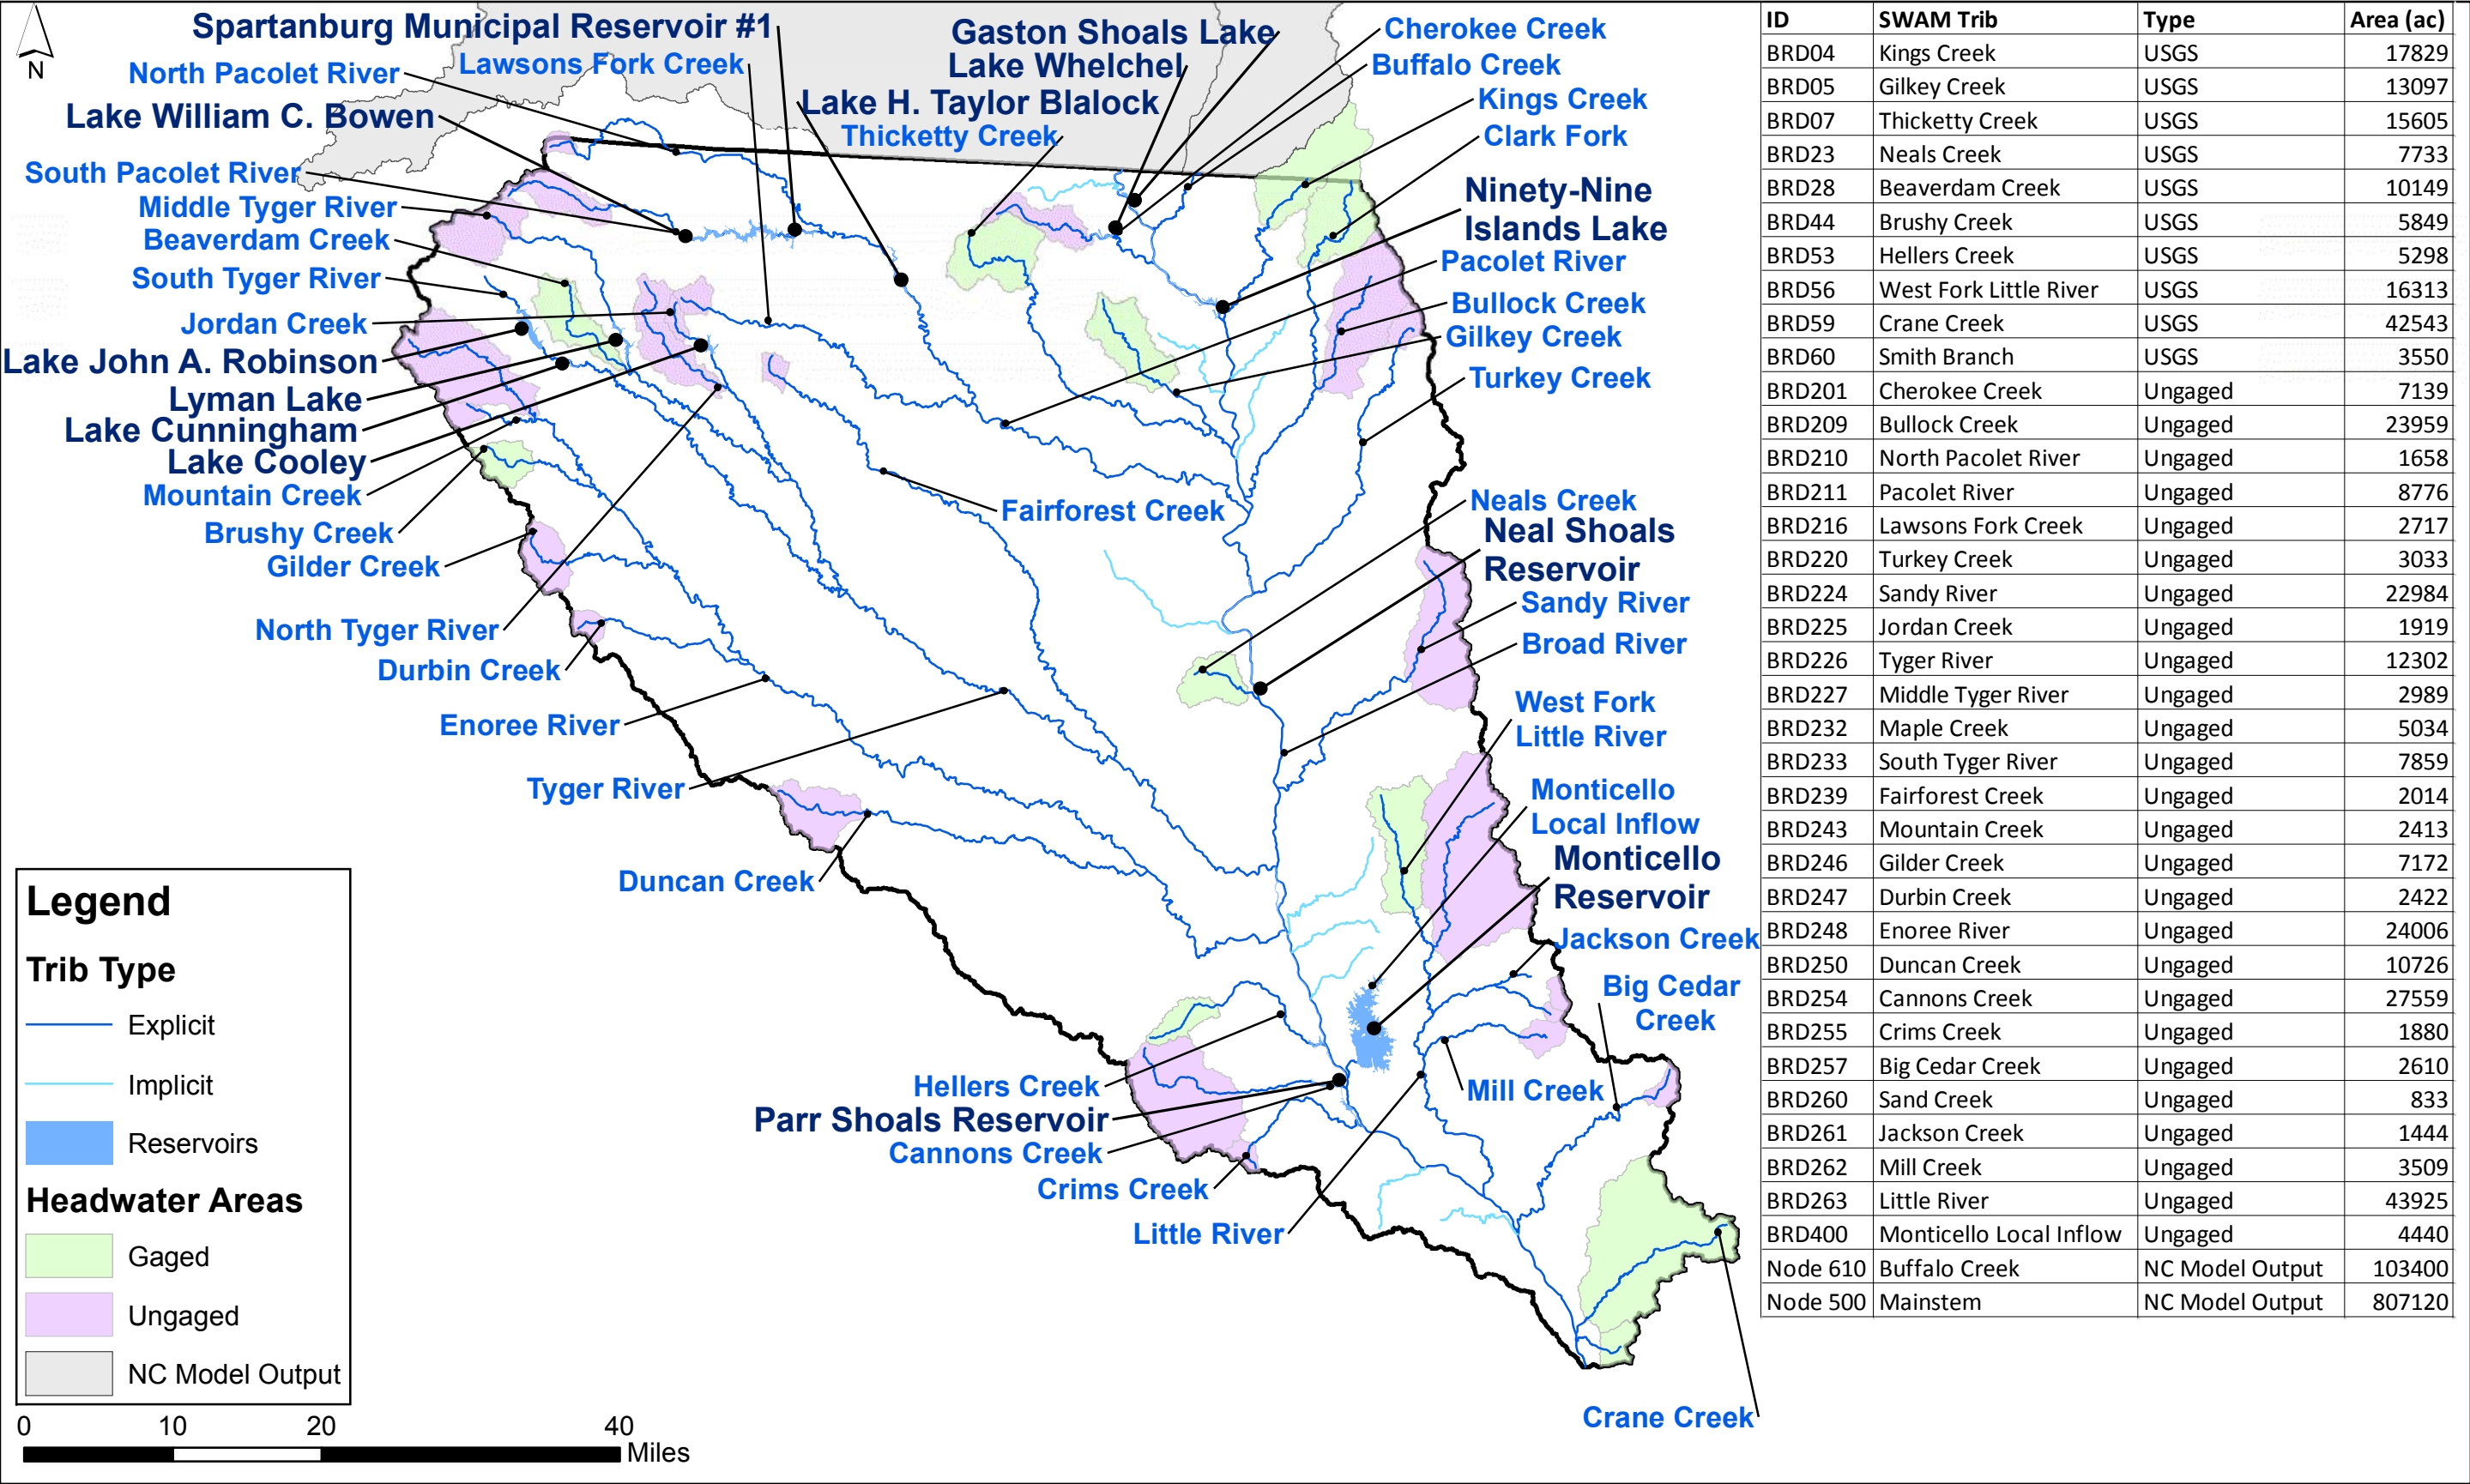 Spartanburg Municipal Reservoir #1
Gaston Shoals Lake
Cherokee Creek
North Pacolet River
Lawsons Fork Creek
Lake Whelchel
Buffalo Creek
Lake William C. Bowen
Lake H. Taylor Blalock
Kings Creek
Thicketty Creek
Clark Fork
South Pacolet River
Ninety-Nine
Islands Lake
Middle Tyger River
Beaverdam Creek
Pacolet River
South Tyger River
Bullock Creek
Jordan Creek
Gilkey Creek
Lake John A. Robinson
Turkey Creek
Lyman Lake
Lake Cunningham
Lake Cooley
Mountain Creek
Neals Creek
Fairforest Creek
Brushy Creek
Neal Shoals
Reservoir
Gilder Creek
Sandy River
North Tyger River
Broad River
Durbin Creek
West Fork
Little River
Enoree River
Tyger River
Monticello
Local Inflow
Monticello
Reservoir
Duncan Creek
Jackson Creek
Big Cedar
Creek
Hellers Creek
Mill Creek
Parr Shoals Reservoir
Cannons Creek
Crims Creek
Little River
Crane Creek
N
Legend
Trib Type
Explicit
Implicit
Reservoirs
Headwater Areas
Gaged
Ungaged
NC Model Output
0 10 20 40
Miles
ID SWAM Trib Type Area (ac)
BRD04 Kings Creek USGS 17829
BRD05 Gilkey Creek USGS 13097
BRD07 Thicketty Creek USGS 15605
BRD23 Neals Creek USGS 7733
BRD28 Beaverdam Creek USGS 10149
BRD44 Brushy Creek USGS 5849
BRD53 Hellers Creek USGS 5298
BRD56 West Fork Little River USGS 16313
BRD59 Crane Creek USGS 42543
BRD60 Smith Branch USGS 3550
BRD201 Cherokee Creek Ungaged 7139
BRD209 Bullock Creek Ungaged 23959
BRD210 North Pacolet River Ungaged 1658
BRD211 Pacolet River Ungaged 8776
BRD216 Lawsons Fork Creek Ungaged 2717
BRD220 Turkey Creek Ungaged 3033
BRD224 Sandy River Ungaged 22984
BRD225 Jordan Creek Ungaged 1919
BRD226 Tyger River Ungaged 12302
BRD227 Middle Tyger River Ungaged 2989
BRD232 Maple Creek Ungaged 5034
BRD233 South Tyger River Ungaged 7859
BRD239 Fairforest Creek Ungaged 2014
BRD243 Mountain Creek Ungaged 2413
BRD246 Gilder Creek Ungaged 7172
BRD247 Durbin Creek Ungaged 2422
BRD248 Enoree River Ungaged 24006
BRD250 Duncan Creek Ungaged 10726
BRD254 Cannons Creek Ungaged 27559
BRD255 Crims Creek Ungaged 1880
BRD257 Big Cedar Creek Ungaged 2610
BRD260 Sand Creek Ungaged 833
BRD261 Jackson Creek Ungaged 1444
BRD262 Mill Creek Ungaged 3509
BRD263 Little River Ungaged 43925
BRD400 Monticello Local Inflow Ungaged 4440
Node 610 Buffalo Creek NC Model Output 103400
Node 500 Mainstem NC Model Output 807120